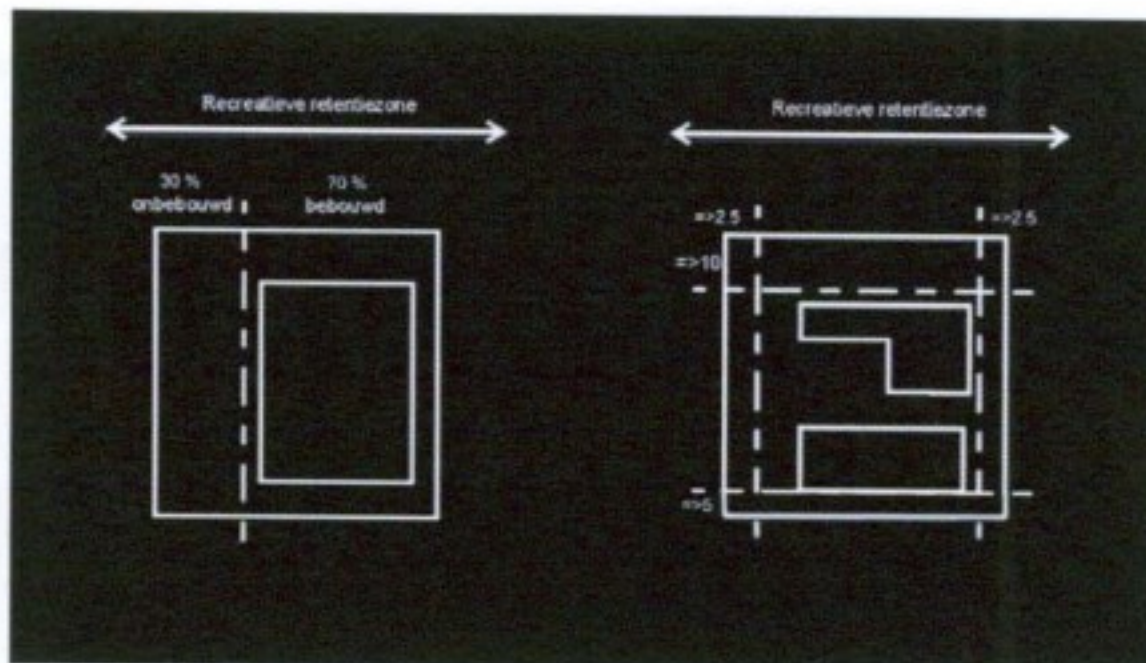 Recreatieve retentiezone
30 %
onbebouwd
70 %
bebouwd
Recreatieve retentiezone
=>2.5
=>2.5
=>10
=>5